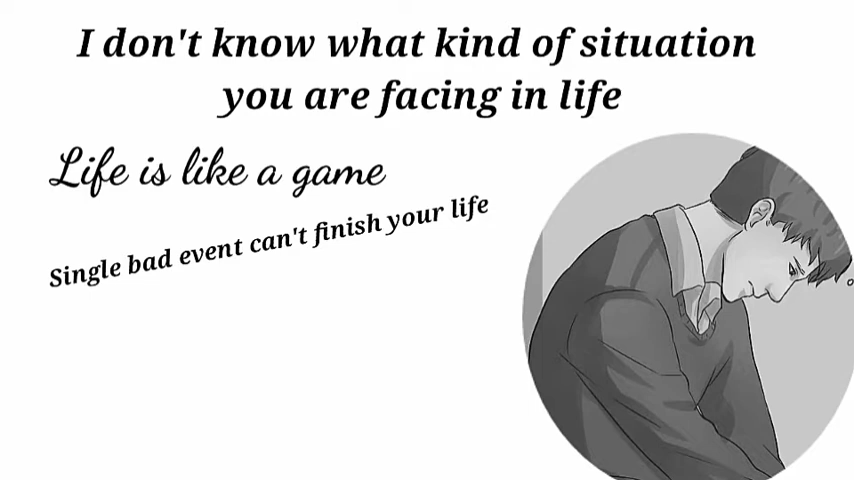 I don't know what kind of situation
you are facing in life
Life is like a game
Single bad event can't finish your life